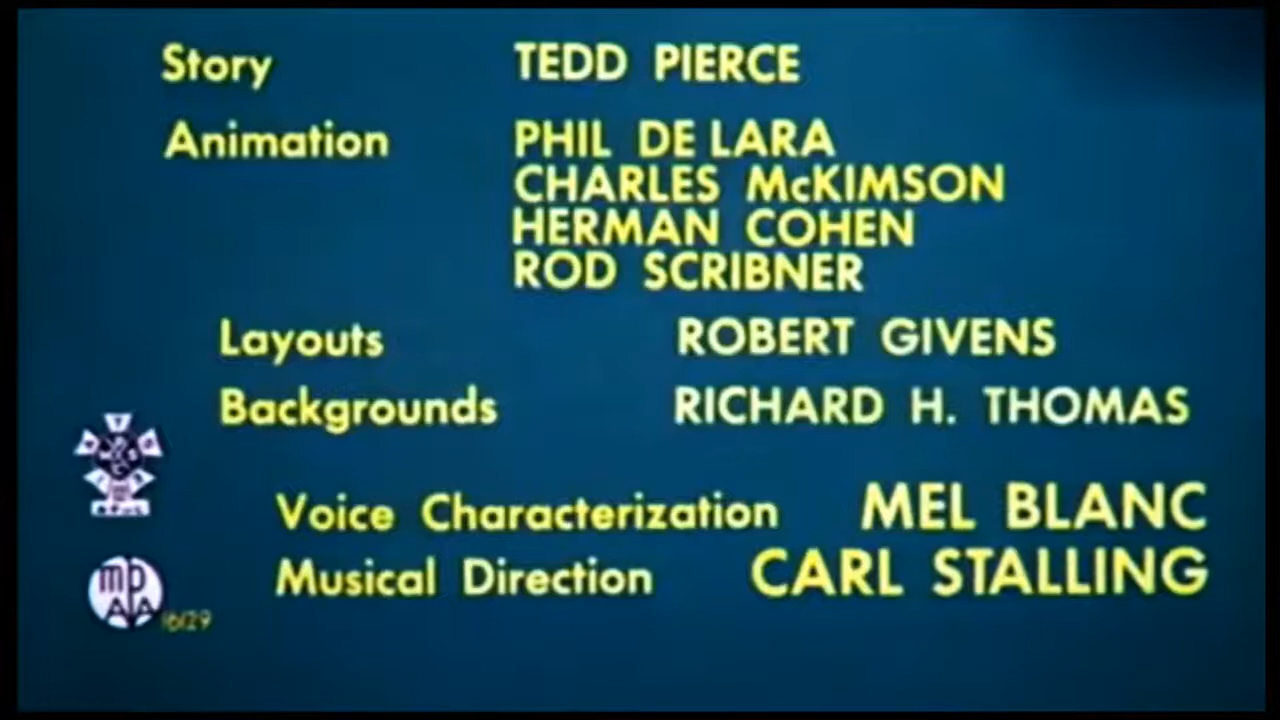 Story TEDD PIERCE
Animation PHIL DE LARA
CHARLES McKIMSON
HERMAN COHEN
ROD SCRIBNER
Layouts ROBERT GIVENS
Backgrounds RICHARD H. THOMAS
Voice Characterization MEL BLANC
Musical Direction CARL STALLING
mpAA